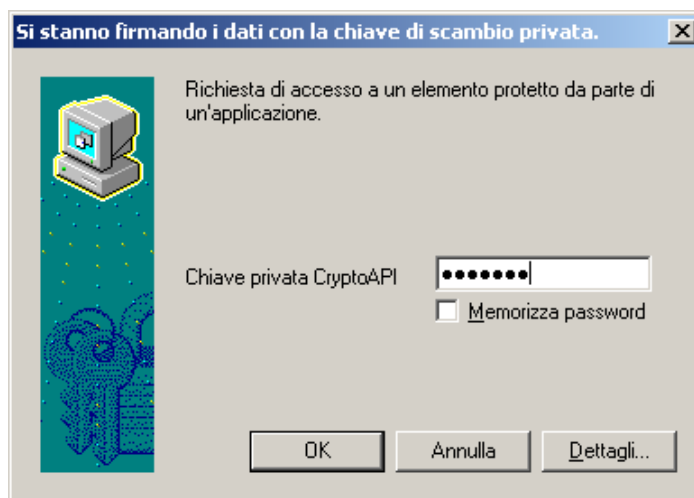 Si stanno firmando i dati con la chiave di scambio privata.
Richiesta di accesso a un elemento protetto da parte di
un'applicazione.
Chiave privata CryptoAPI
●●●●●●●
Memorizza password
OK
Annulla
Dettagli...